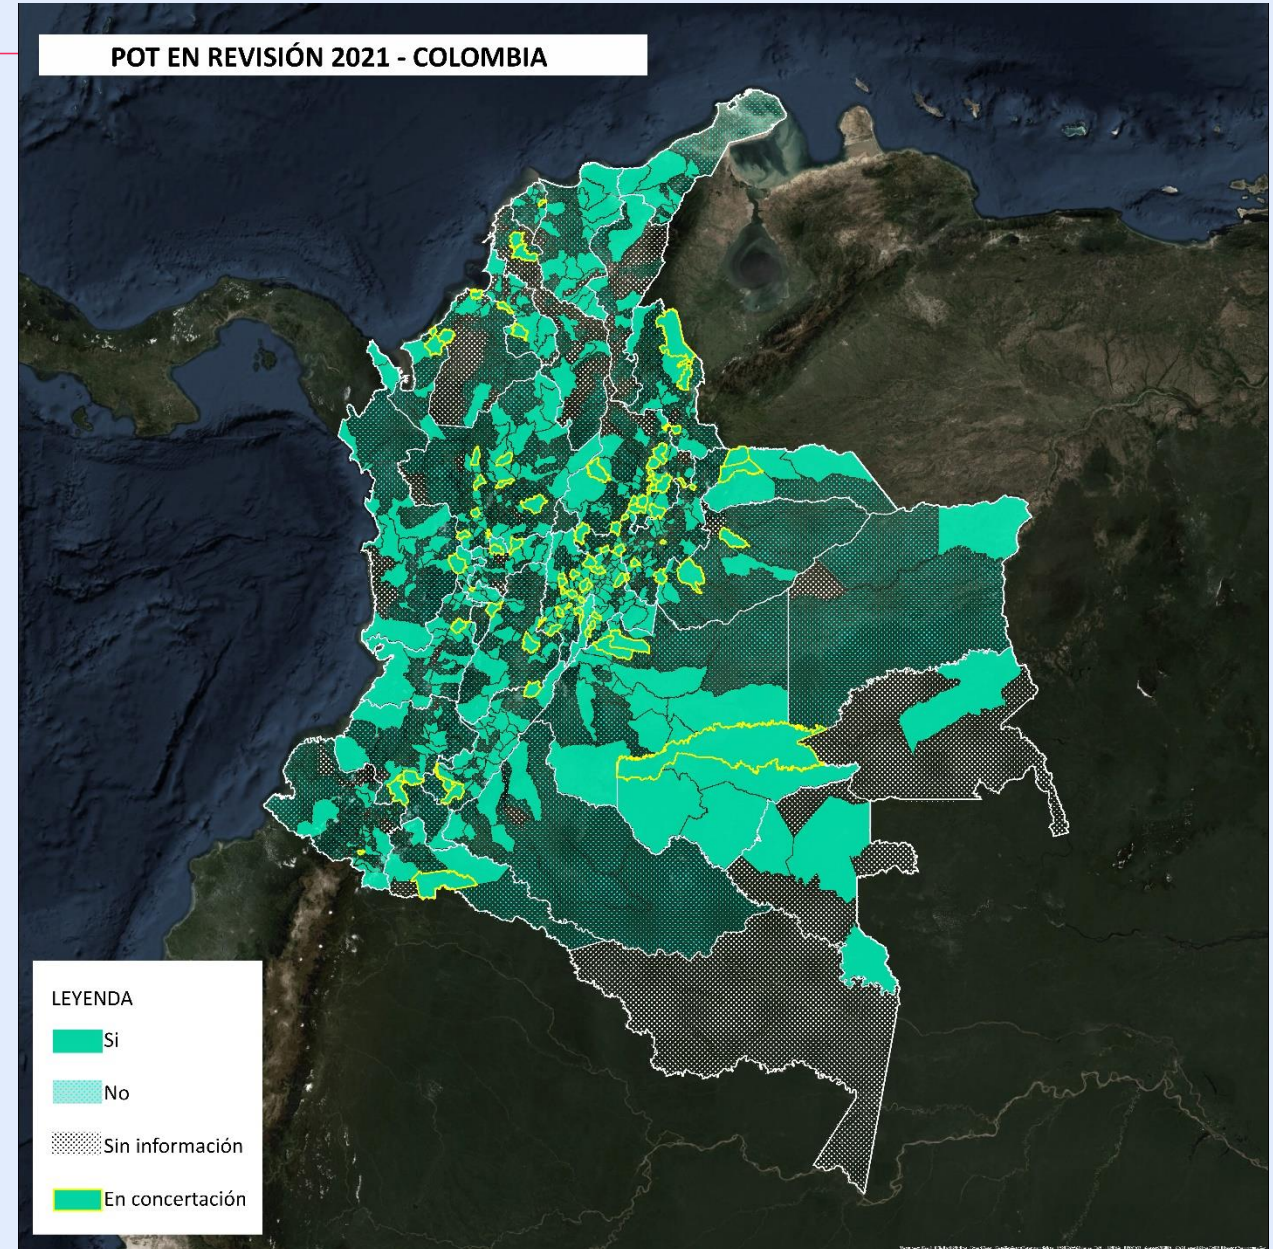 POT EN REVISIÓN 2021 - COLOMBIA
LEYENDA
Si
No
Sin información
En concertación